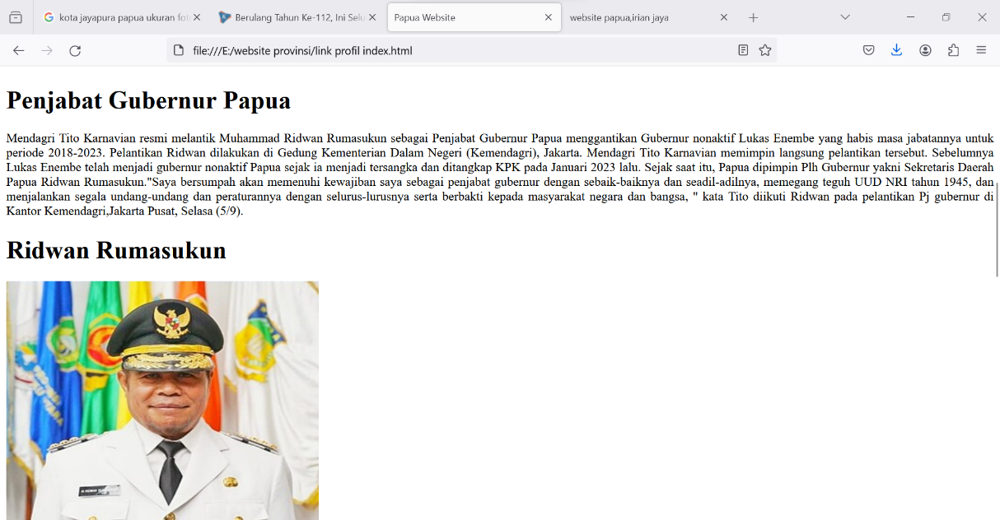 kota jayapura papua ukuran fot
Berulang Tahun Ke-112, Ini Selu
Papua Website
website papua,irian jaya
file:///E:/website provinsi/link profil index.html
Penjabat Gubernur Papua
Mendagri Tito Karnavian resmi melantik Muhammad Ridwan Rumasukun sebagai Penjabat Gubernur Papua menggantikan Gubernur nonaktif Lukas Enembe yang habis masa jabatannya untuk
periode 2018-2023. Pelantikan Ridwan dilakukan di Gedung Kementerian Dalam Negeri (Kemendagri), Jakarta. Mendagri Tito Karnavian memimpin langsung pelantikan tersebut. Sebelumnya
Lukas Enembe telah menjadi gubernur nonaktif Papua sejak ia menjadi tersangka dan ditangkap KPK pada Januari 2023 lalu. Sejak saat itu, Papua dipimpin Plh Gubernur yakni Sekretaris Daerah
Papua Ridwan Rumasukun."Saya bersumpah akan memenuhi kewajiban saya sebagai penjabat gubernur dengan sebaik-baiknya dan seadil-adilnya, memegang teguh UUD NRI tahun 1945, dan
menjalankan segala undang-undang dan peraturannya dengan selurus-lurusnya serta berbakti kepada masyarakat negara dan bangsa, " kata Tito diikuti Ridwan pada pelantikan Pj gubernur di
Kantor Kemendagri,Jakarta Pusat, Selasa (5/9).
Ridwan Rumasukun